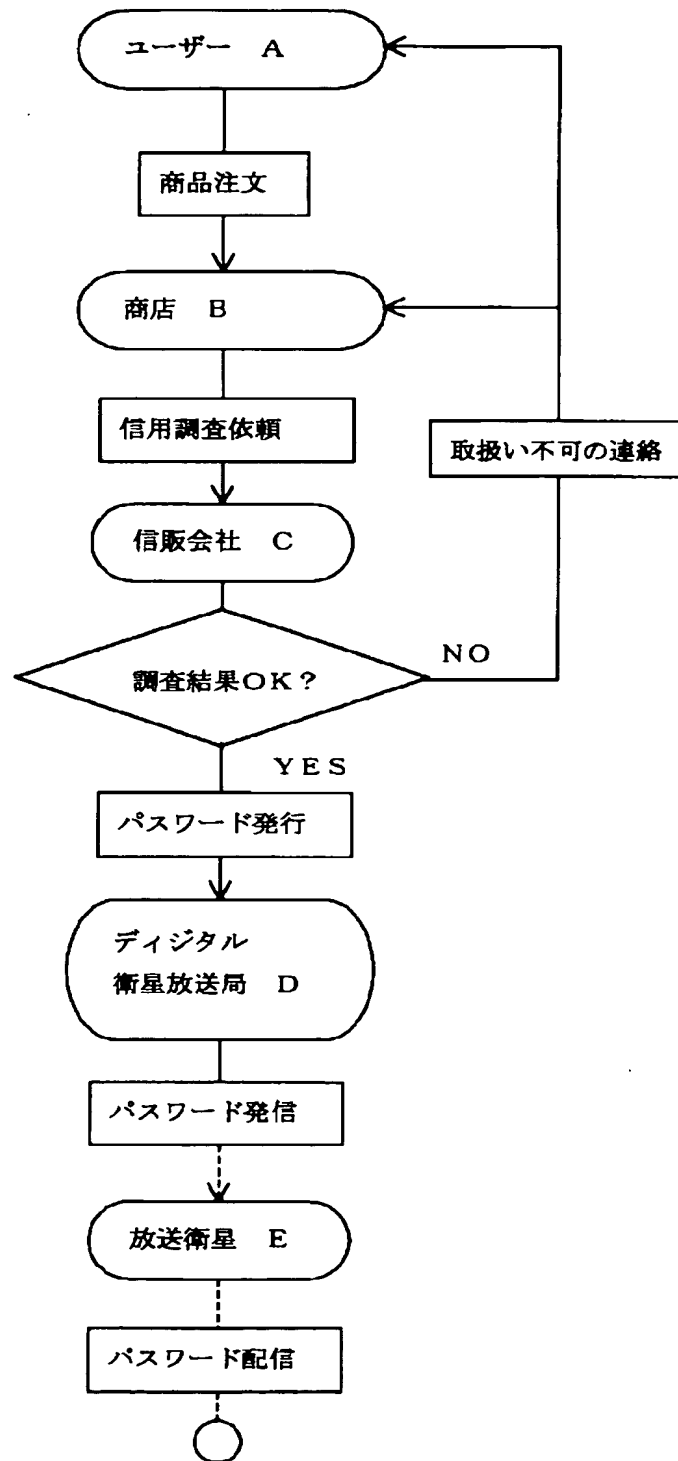 ユーザー A
商品注文
商店 B
信用調査依頼
取扱い不可の連絡
信販会社 C
調査結果OK?
NO
YES
パスワード発行
ディジタル
衛星放送局 D
パスワード発信
放送衛星 E
パスワード配信